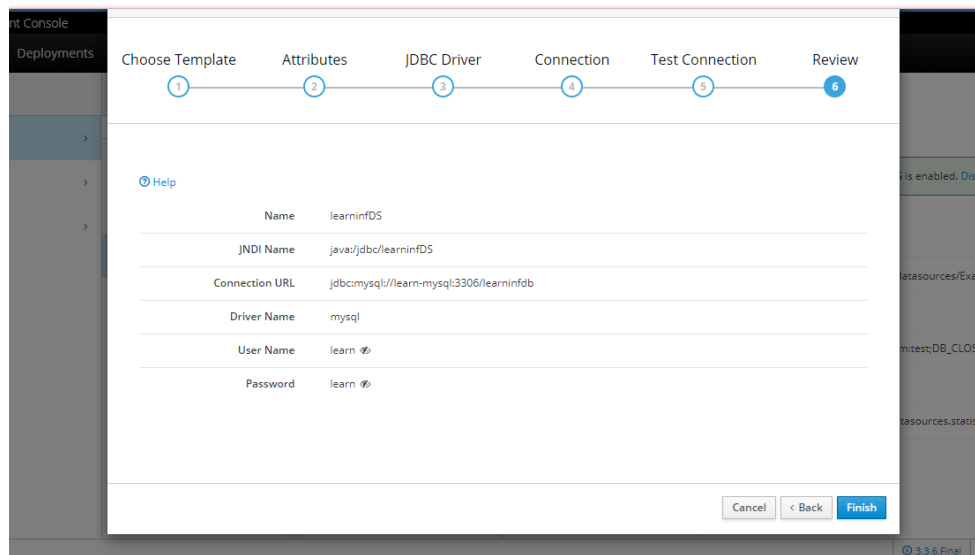 nt Console
Deployments
Choose Template Attributes JDBC Driver Connection Test Connection Review
1 2 3 4 5 6
Help
is enabled. Dis
Name learninfDS
JNDI Name java:/jdbc/learninfDS
Connection URL jdbc:mysql://learn-mysql:3306/learninfdb
atasources/Exa
Driver Name mysql
User Name learn
m:test;DB_CLOS
Password learn
tasources.statis
Cancel < Back Finish
3.3.6.Final